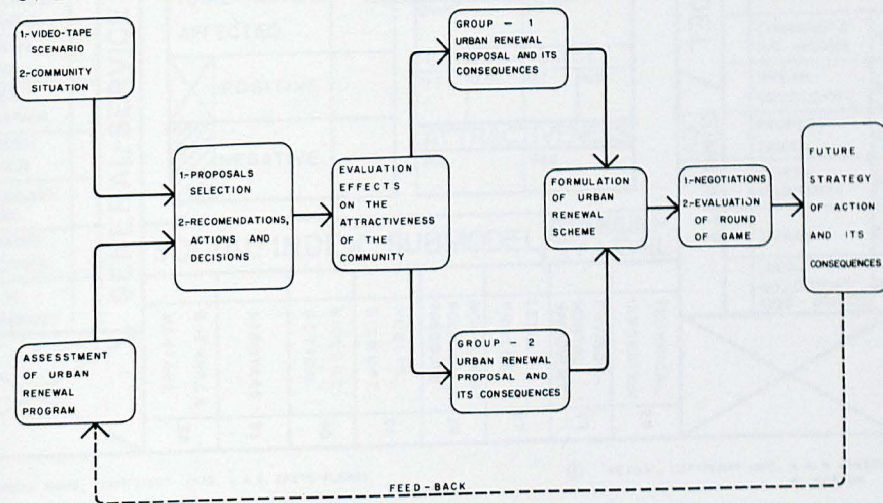 1.-VIDEO-TAPE
SCENARIO
2-COMMUNITY
SITUATION
ASSESSTMENT
OF URBAN
RENEWAL
PROGRAM
1.-PROPOSALS
SELECTION
2-RECOMENDATIONS,
ACTIONS AND
DECISIONS
EVALUATION
EFFECTS
ON THE
ATTRACTIVENESS
OF THE
COMMUNITY
GROUP - 1
URBAN RENEWAL
PROPOSAL AND ITS
CONSEQUENCES
GROUP - 2
URBAN RENEWAL
PROPOSAL AND
ITS CONSEQUENCES
FORMULATION
OF URBAN
RENEWAL
SCHEME
1.-NEGOTIATIONS
2-EVALUATION
OF ROUND
OF GAME
FUTURE
STRATEGY
OF ACTION
AND ITS
CONSEQUENCES
FEED-BACK